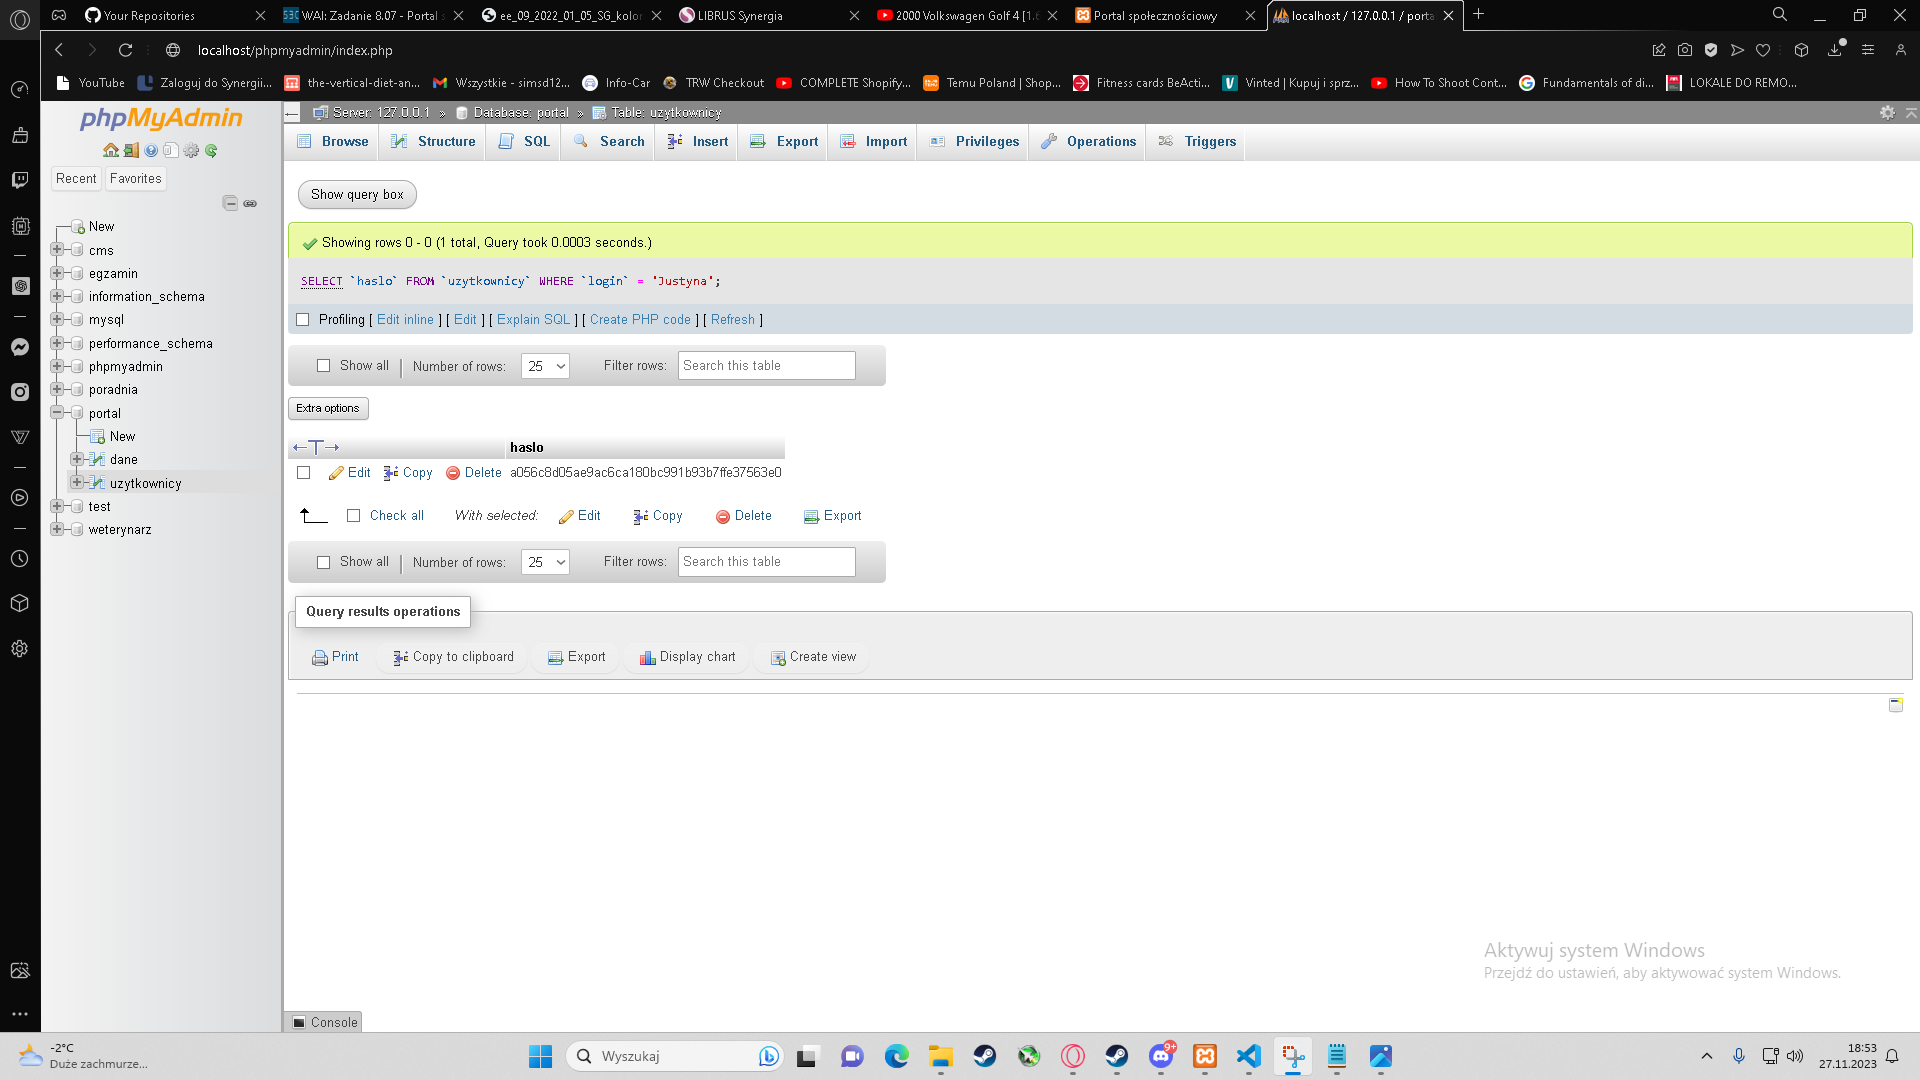 Your Repositories
WAI: Zadanie 8.07 - Portal s
ee_09_2022_01_05_SG_kolor
LIBRUS Synergia
2000 Volkswagen Golf 4 [1.6
Portal społecznościowy
localhost / 127.0.0.1 / porta
localhost/phpmyadmin/index.php
YouTube
Zaloguj do Synergii...
the-vertical-diet-an...
Wszystkie - simsd12...
Info-Car
TRW Checkout
COMPLETE Shopify...
Temu Poland | Shop...
Fitness cards BeActi...
Vinted | Kupuj i sprz...
How To Shoot Cont...
Fundamentals of di...
LOKALE DO REMO...
phpMyAdmin
Recent
Favorites
New
cms
egzamin
information_schema
mysql
performance_schema
phpmyadmin
poradnia
portal
New
dane
uzytkownicy
test
weterynarz
Server: 127.0.0.1 » Database: portal » Table: uzytkownicy
Browse
Structure
SQL
Search
Insert
Export
Import
Privileges
Operations
Triggers
Show query box
Showing rows 0 - 0 (1 total, Query took 0.0003 seconds.)
SELECT `haslo` FROM `uzytkownicy` WHERE `login` = 'Justyna';
Profiling [ Edit inline ] [ Edit ] [ Explain SQL ] [ Create PHP code ] [ Refresh ]
Show all | Number of rows: 25 Filter rows: Search this table
Extra options
←T→ haslo
Edit Copy Delete a056c8d05ae9ac6ca180bc991b93b7ffe37563e0
Check all With selected: Edit Copy Delete Export
Show all | Number of rows: 25 Filter rows: Search this table
Query results operations
Print Copy to clipboard Export Display chart Create view
Console
Aktywuj system Windows
Przejdź do ustawień, aby aktywować system Windows.
-2°C
Duże zachmurze...
Wyszukaj
9+
18:53
27.11.2023